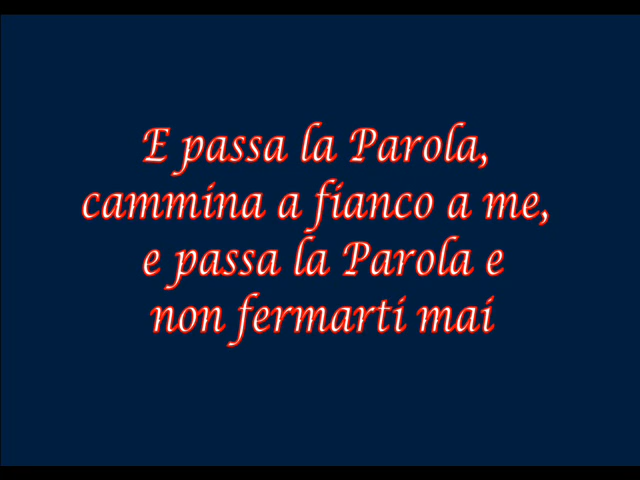 E passa la Parola,
cammina a fianco a me,
e passa la Parola e
non fermarti mai